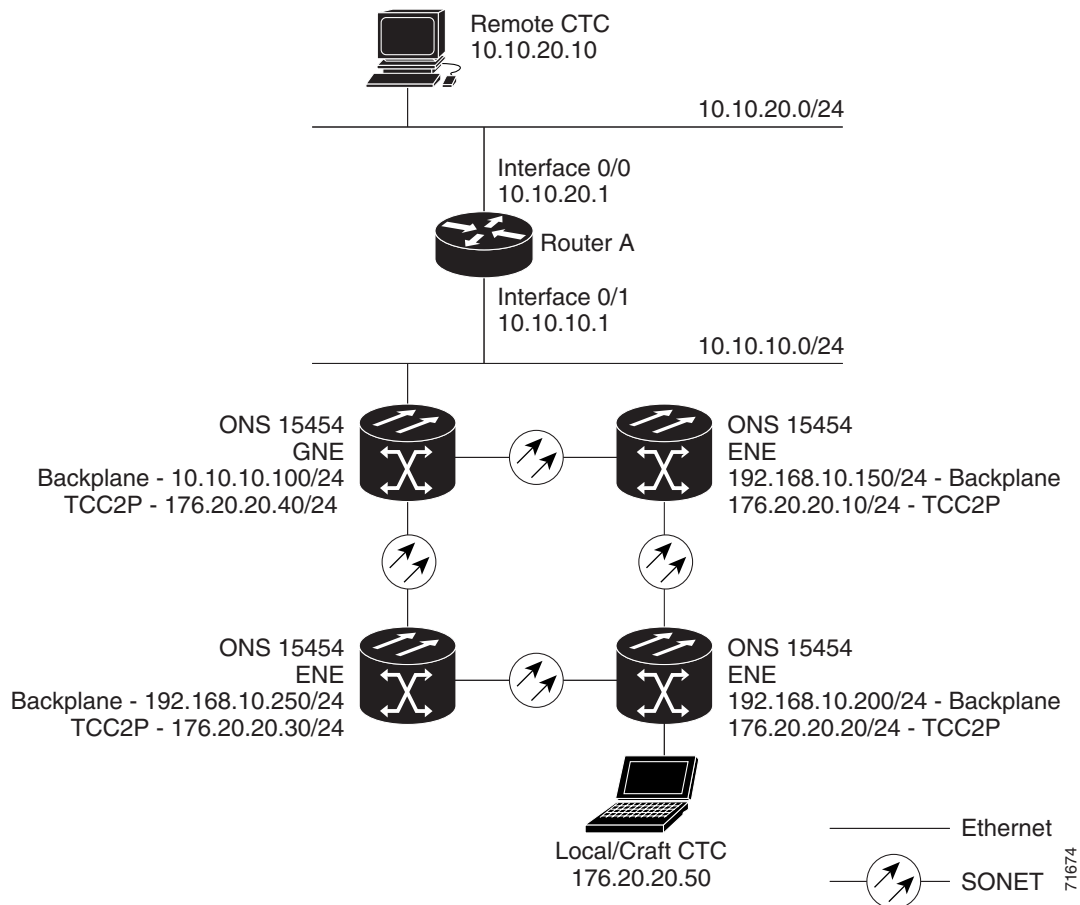 Remote CTC
10.10.20.10
10.10.20.0/24
Interface 0/0
10.10.20.1
Router A
Interface 0/1
10.10.10.1
10.10.10.0/24
ONS 15454
GNE
Backplane - 10.10.10.100/24
TCC2P - 176.20.20.40/24
ONS 15454
ENE
192.168.10.150/24 - Backplane
176.20.20.10/24 - TCC2P
ONS 15454
ENE
Backplane - 192.168.10.250/24
TCC2P - 176.20.20.30/24
ONS 15454
ENE
192.168.10.200/24 - Backplane
176.20.20.20/24 - TCC2P
Local/Craft CTC
176.20.20.50
Ethernet
SONET
71674